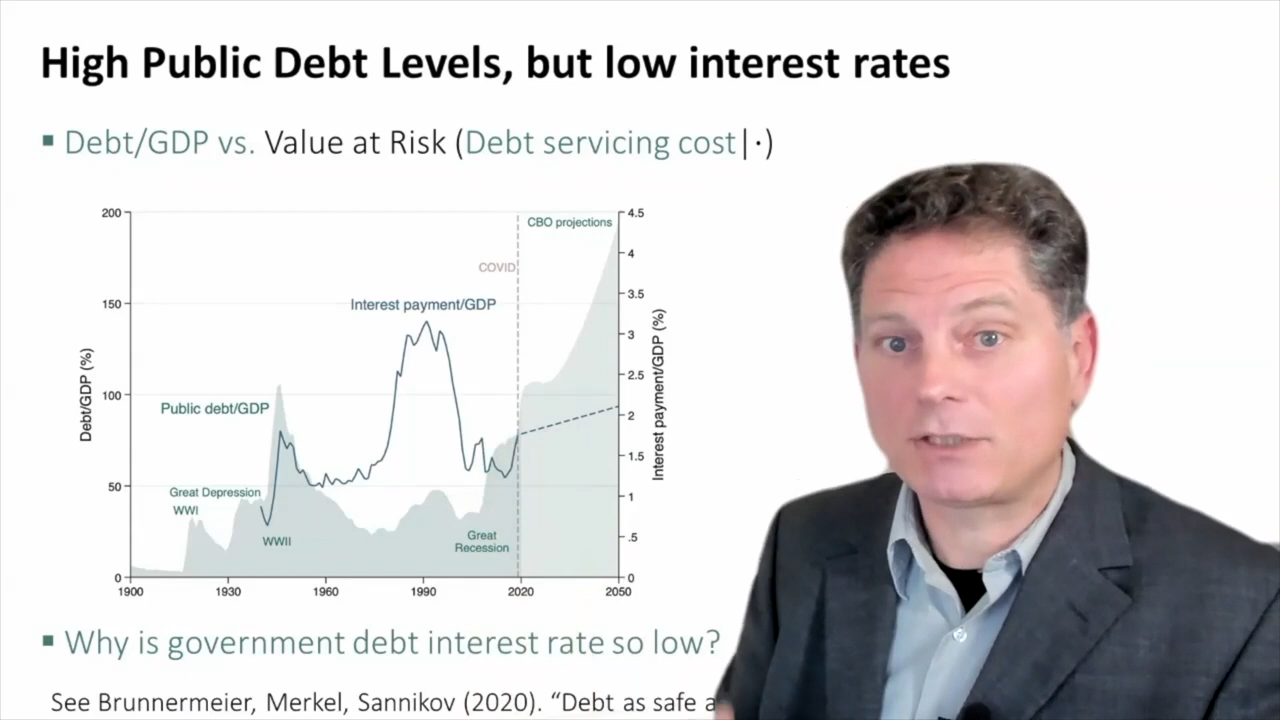 High Public Debt Levels, but low interest rates
▪ Debt/GDP vs. Value at Risk (Debt servicing cost|·)
200
150
100
50
0
Debt/GDP (%)
4.5
4
3.5
3
2.5
2
1.5
1
.5
0
Interest payment/GDP (%)
CBO projections
COVID
Interest payment/GDP
Public debt/GDP
Great Depression
WWI
WWII
Great
Recession
1900
1930
1960
1990
2020
2050
▪ Why is government debt interest rate so low?
See Brunnermeier, Merkel, Sannikov (2020). “Debt as safe a